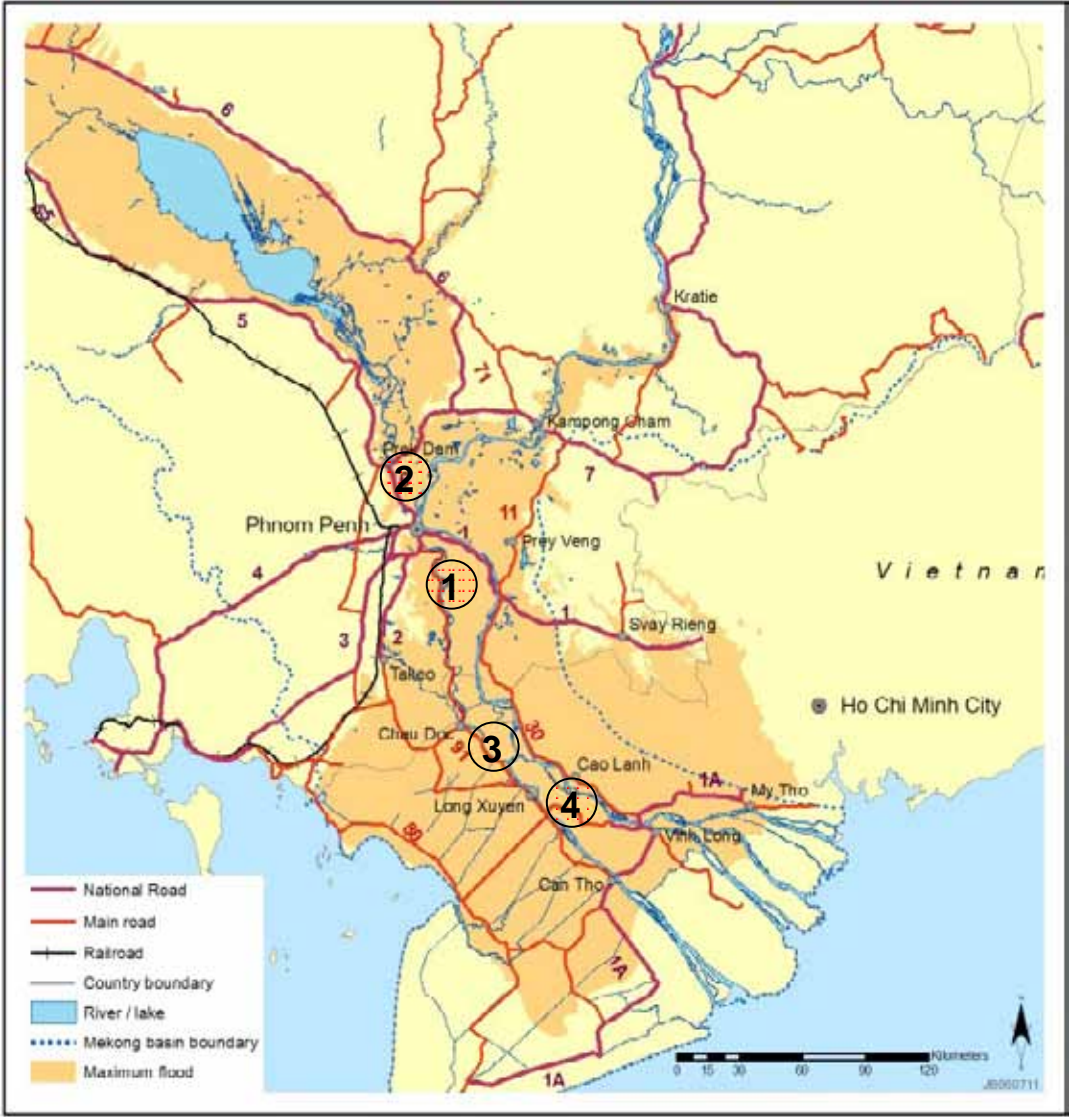 6
6
Kratie
5
71
Kampong Cham
Prek Dam
2
7
11
Phnom Penh
1
Prey Veng
4
1
Vietnam
1
3
2
Svay Rieng
Takeo
Ho Chi Minh City
Chau Doc
3
91
Cao Lanh
1A
My Tho
Long Xuyen
4
80
Vinh Long
Can Tho
1A
1A
National Road
Main road
Railroad
Country boundary
River / lake
Mekong basin boundary
Maximum flood
Kilometers
0 15 30 60 90 120
JB060711